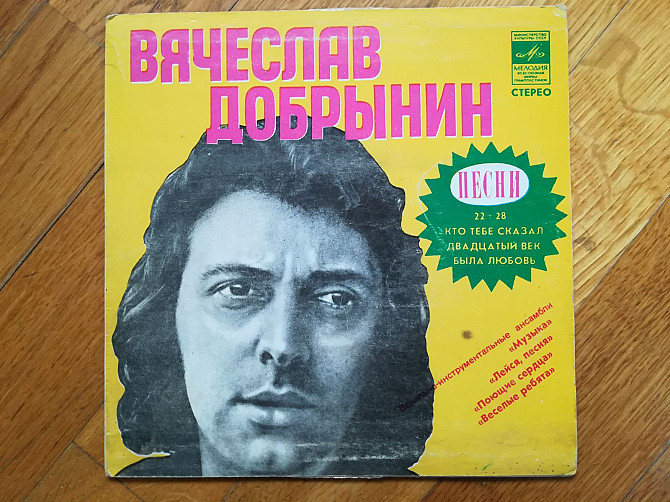 ВЯЧЕСЛАВ
ДОБРЫНИН
МИНИСТЕРСТВО
КУЛЬТУРЫ СССР
МЕЛОДИЯ
ВСЕСОЮЗНАЯ
ФИРМА
ГРАМПЛАСТИНОК
СТЕРЕО
ПЕСНИ
22 + 28
КТО ТЕБЕ СКАЗАЛ
ДВАДЦАТЫЙ ВЕК
БЫЛА ЛЮБОВЬ
Вокально-инструментальные ансамбли
«Музыка»
«Лейся, песня»
«Поющие сердца»
«Веселые ребята»